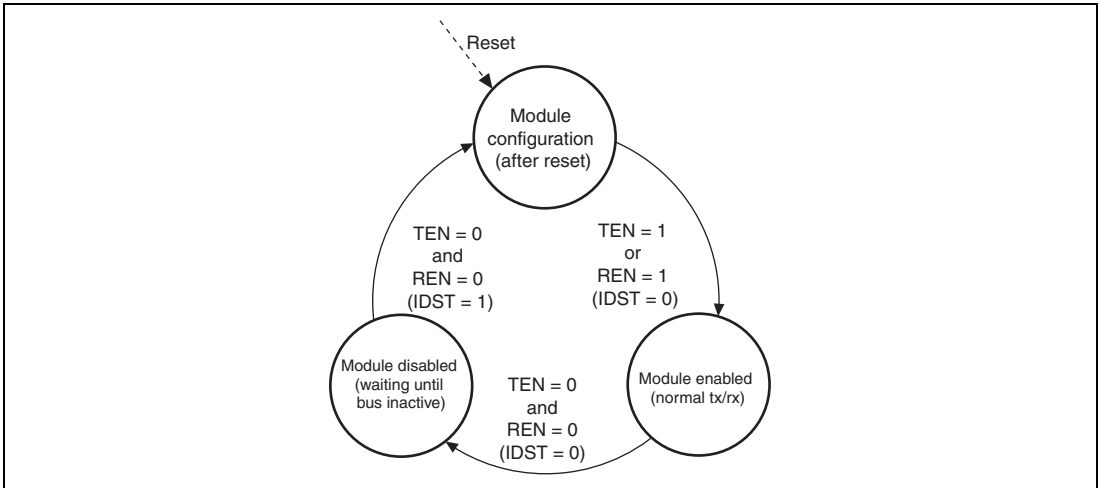 Reset
Module
configuration
(after reset)
TEN = 0
and
REN = 0
(IDST = 1)
TEN = 1
or
REN = 1
(IDST = 0)
Module disabled
(waiting until
bus inactive)
TEN = 0
and
REN = 0
(IDST = 0)
Module enabled
(normal tx/rx)